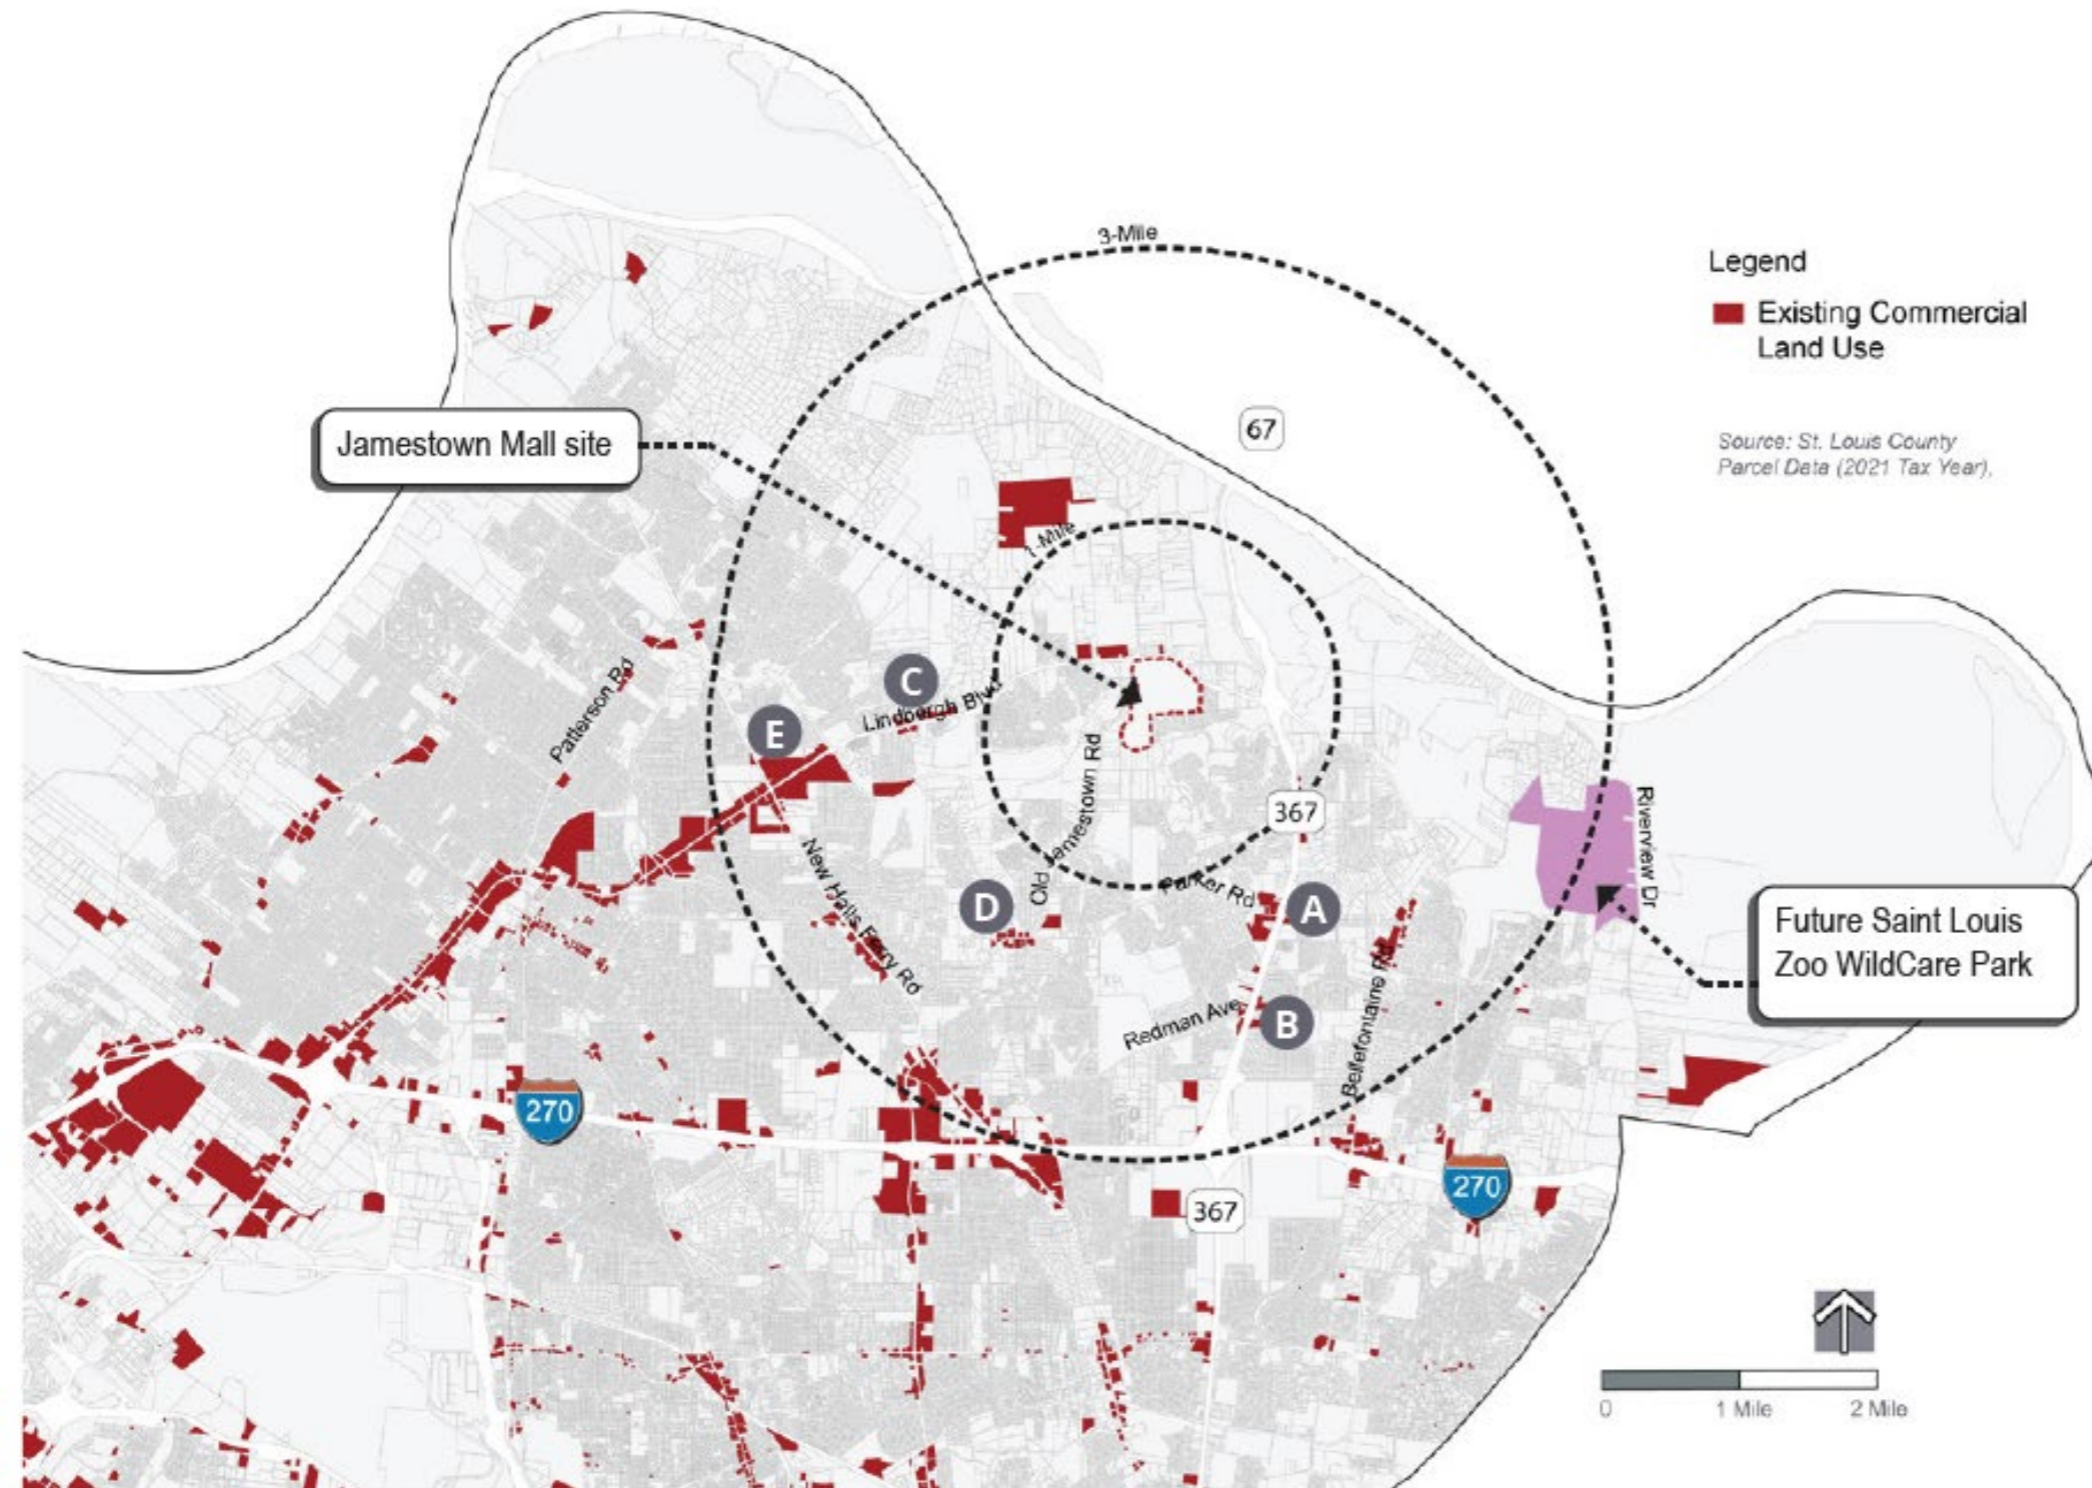 3-Mile
Legend
Existing Commercial
Land Use
67
Jamestown Mall site
Source: St. Louis County
Parcel Data (2021 Tax Year),
1-Mile
C
Lindbergh Blvd
Patterson Rd
E
Old Jamestown Rd
367
Riverview Dr
New Halls Ferry Rd
Parker Rd
D
A
Future Saint Louis
Zoo WildCare Park
Bellefontaine Rd
Redman Ave
B
270
270
367
0
1 Mile
2 Mile